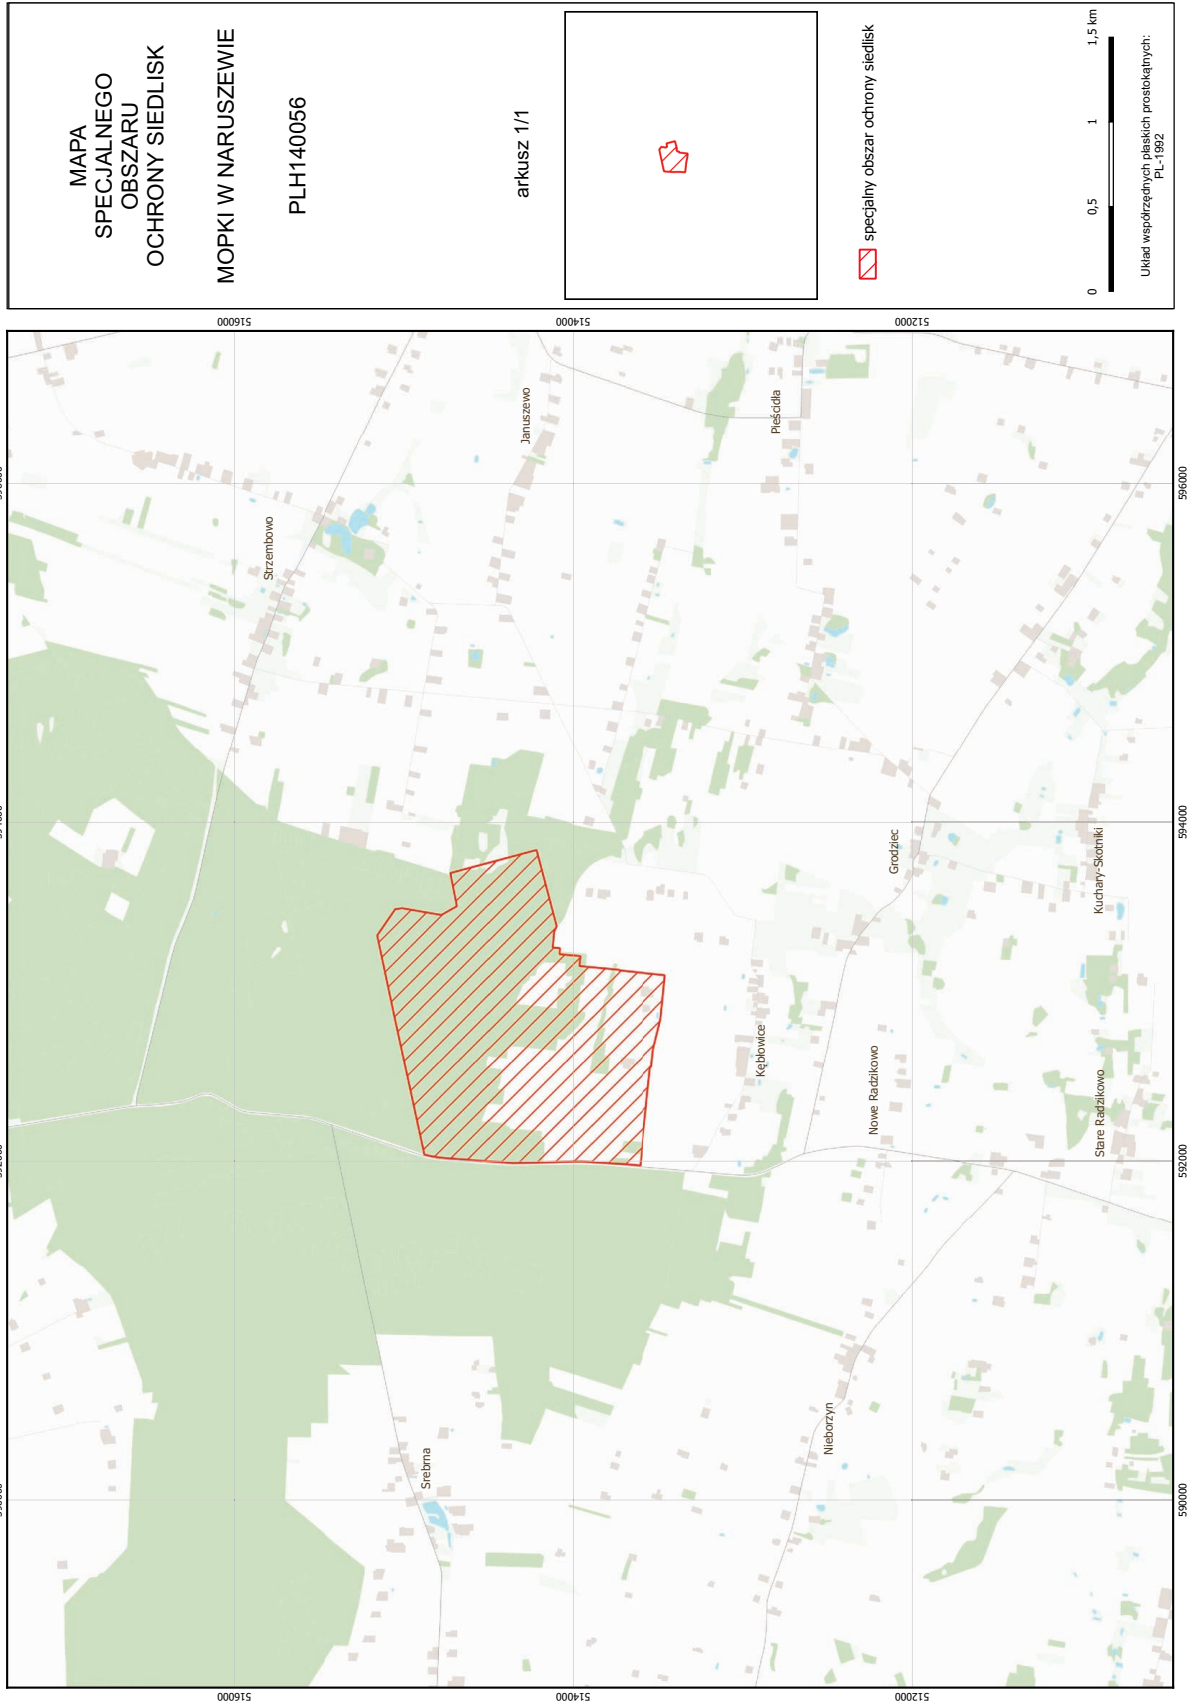 MAPA
SPECJALNEGO
OBSZARU
OCHRONY SIEDLISK
MOPKI W NARUSZEWIE
PLH140056
arkusz 1/1
specjalny obszar ochrony siedlisk
0 0,5 1 1,5 km
Układ współrzędnych płaskich prostokątnych:
PL-1992
516000
514000
512000
Strzembowo
Januszewo
Pieścidła
Grodziec
Kuchary-Skotniki
Kębłowice
Nowe Radzikowo
Stare Radzikowo
Srebrna
Nieborzyn
596000
594000
592000
590000
516000
514000
512000